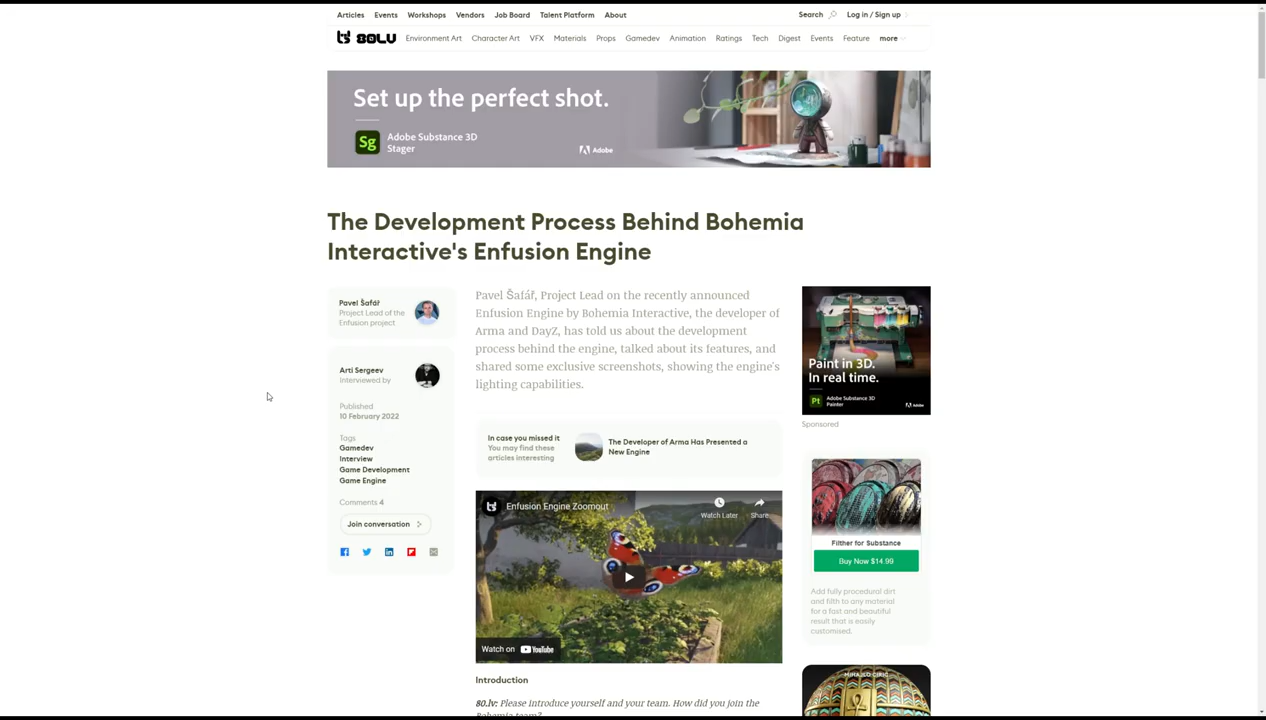 Articles Events Workshops Vendors Job Board Talent Platform About Search Log in / Sign up
80LV Environment Art Character Art VFX Materials Props Gamedev Animation Ratings Tech Digest Events Feature more
Set up the perfect shot.
Sg Adobe Substance 3D
Stager
Adobe
The Development Process Behind Bohemia
Interactive's Enfusion Engine
Pavel Šafář
Project Lead of the
Enfusion project
Arti Sergeev
Interviewed by
Published
10 February 2022
Tags
Gamedev
Interview
Game Development
Game Engine
Comments 4
Join conversation
Pavel Šafář, Project Lead on the recently announced
Enfusion Engine by Bohemia Interactive, the developer of
Arma and DayZ, has told us about the development
process behind the engine, talked about its features, and
shared some exclusive screenshots, showing the engine's
lighting capabilities.
In case you missed it
You may find these
articles interesting
The Developer of Arma Has Presented a
New Engine
Enfusion Engine Zoomout
Watch Later Share
Watch on YouTube
Introduction
80.lv: Please introduce yourself and your team. How did you join the
Bohemia team?
Paint in 3D.
In real time.
Pt Adobe Substance 3D
Painter
Adobe
Sponsored
Filther for Substance
Buy Now $14.99
Add fully procedural dirt
and filth to any material
for a fast and beautiful
result that is easily
customised.
MIHAJLO CIRIC